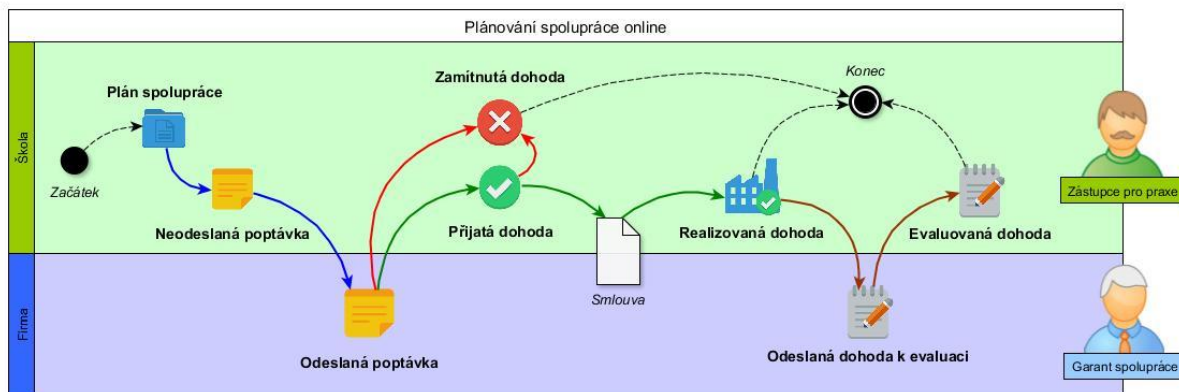 Plánování spolupráce online
Škola
Začátek
Plán spolupráce
Neodeslaná poptávka
Zamítnutá dohoda
Přijatá dohoda
Smlouva
Realizovaná dohoda
Konec
Evaluovaná dohoda
Zástupce pro praxe
Firma
Odeslaná poptávka
Odeslaná dohoda k evaluaci
Garant spolupráce